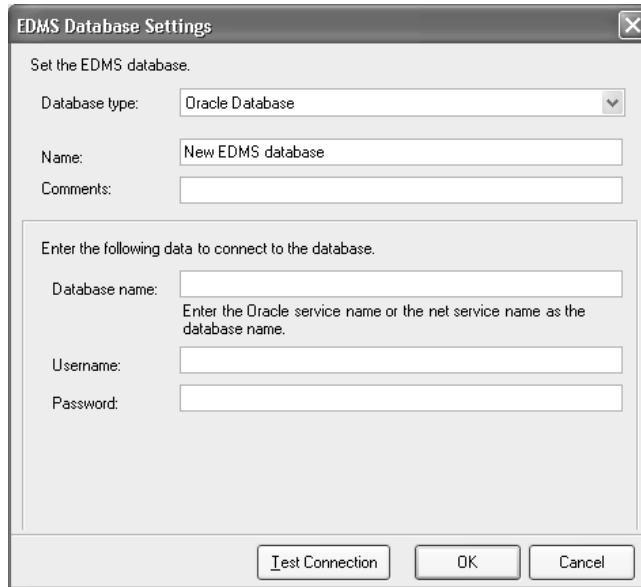 EDMS Database Settings
Set the EDMS database.
Database type: Oracle Database
Name: New EDMS database
Comments:
Enter the following data to connect to the database.
Database name:
Enter the Oracle service name or the net service name as the
database name.
Username:
Password:
Test Connection OK Cancel